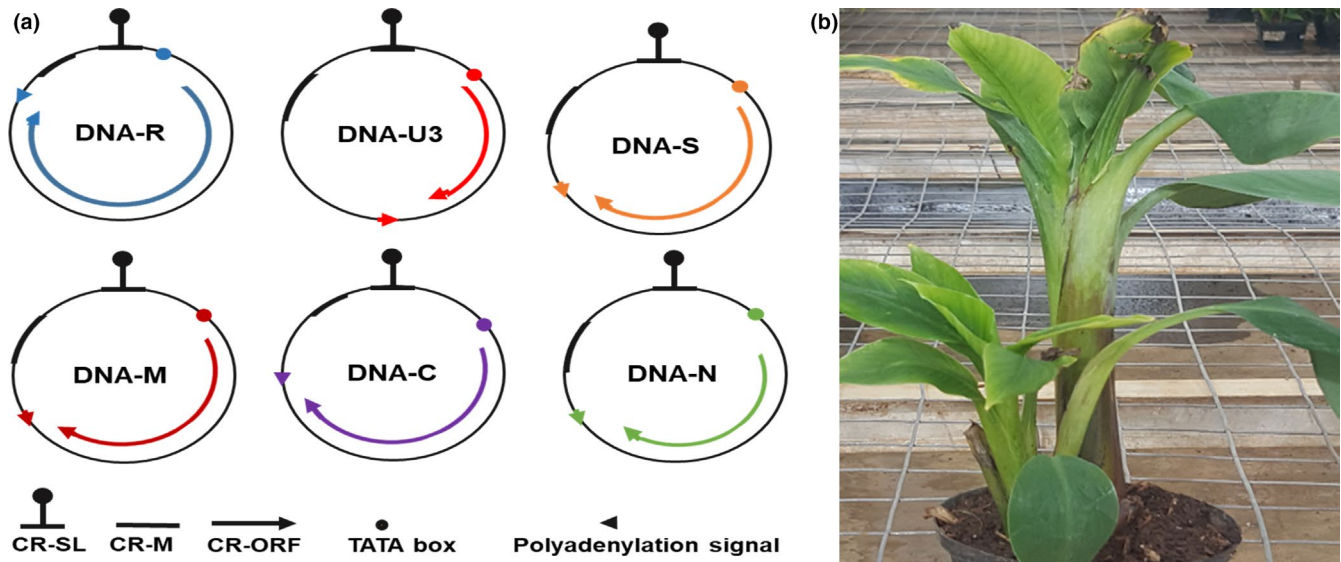 (a)
(b)
DNA-R
DNA-U3
DNA-S
DNA-M
DNA-C
DNA-N
CR-SL
CR-M
CR-ORF
TATA box
Polyadenylation signal